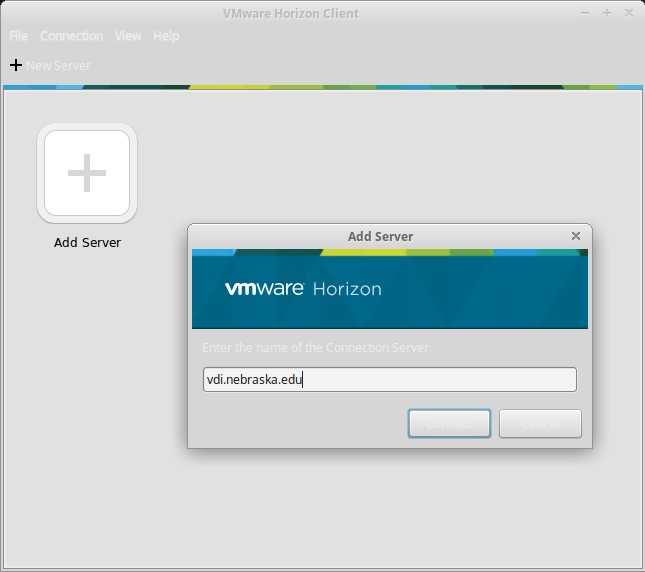 VMware Horizon Client
File Connection View Help
New Server
Add Server
Add Server
vmware Horizon
Enter the name of the Connection Server
vdi.nebraska.edu
Connect Cancel